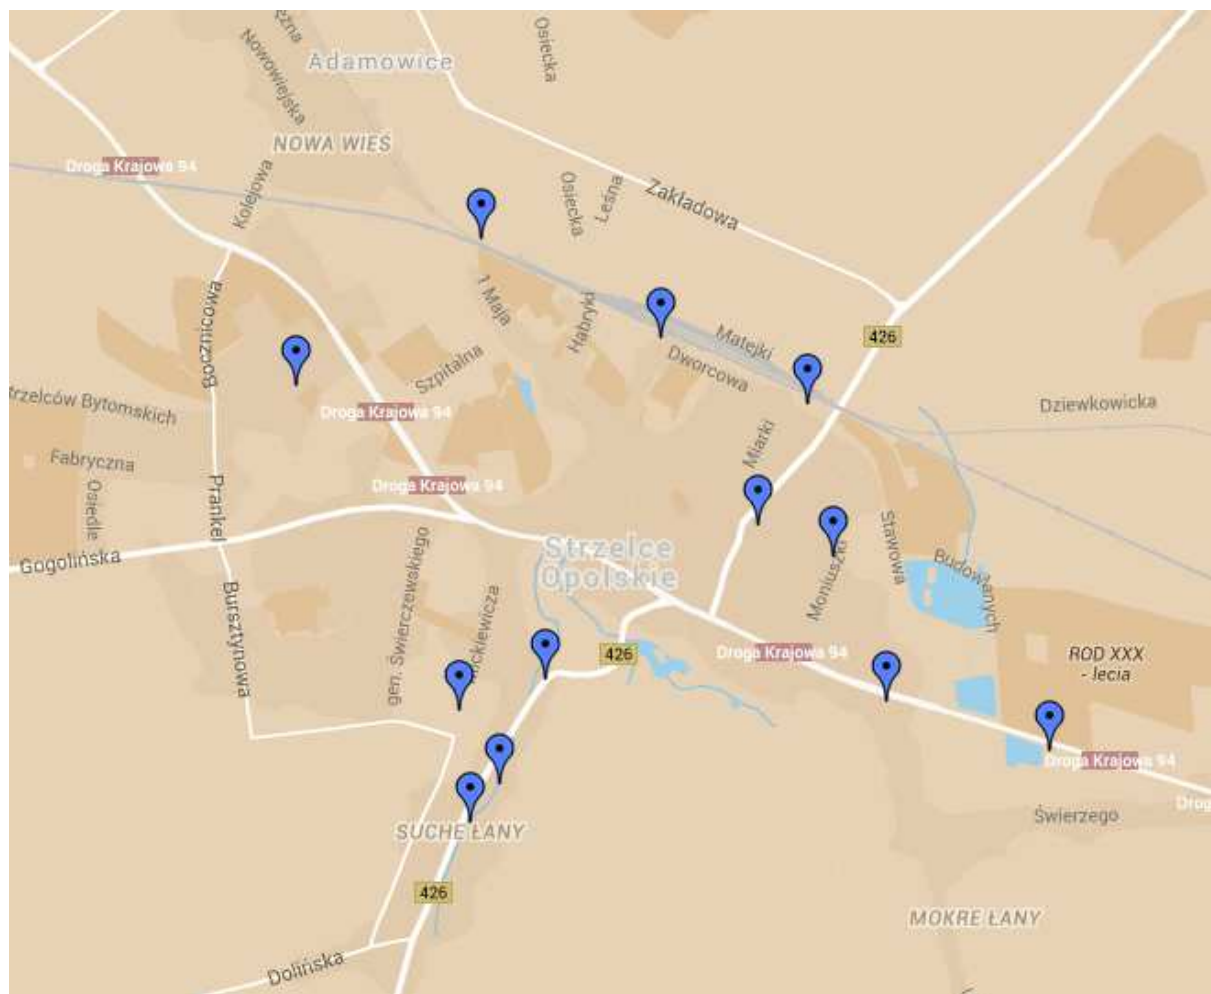 Osiecka
Nowowiejska
Adamowice
NOWA WIEŚ
Droga Krajowa 94
Kolejowa
Osiecka
Leśna
Zakładowa
Bocznicowa
1 Maja
Habryki
Matejki
426
Szpitalna
Dworcowa
Droga Krajowa 94
Dziewkowicka
Bytomskich
Miarki
Fabryczna
Osiedle
Prankel
Droga Krajowa 94
Stawowa
Strzelce
Opolskie
Gogolińska
gen. Świerczewskiego
Moniuszki
Budowlanych
Bursztynowa
426
Droga Krajowa 94
ROD XXX
- lecia
Droga Krajowa 94
Świerzego
SUCHE ŁANY
426
MOKRE ŁANY
Dolińska